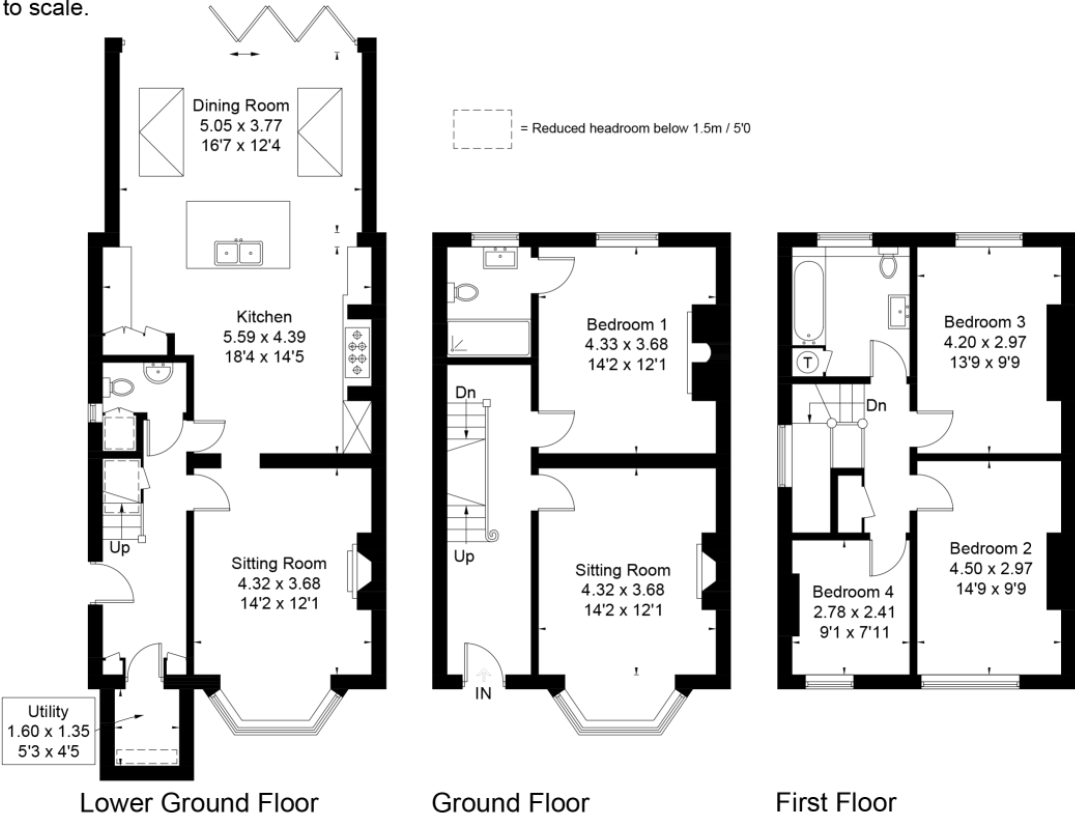 to scale.
Dining Room
5.05 x 3.77
16'7 x 12'4
= Reduced headroom below 1.5m / 5'0
Kitchen
5.59 x 4.39
18'4 x 14'5
Up
Sitting Room
4.32 x 3.68
14'2 x 12'1
Utility
1.60 x 1.35
5'3 x 4'5
Lower Ground Floor
Bedroom 1
4.33 x 3.68
14'2 x 12'1
Dn
Up
Sitting Room
4.32 x 3.68
14'2 x 12'1
IN
Ground Floor
T
Bedroom 3
4.20 x 2.97
13'9 x 9'9
Dn
Bedroom 2
4.50 x 2.97
14'9 x 9'9
Bedroom 4
2.78 x 2.41
9'1 x 7'11
First Floor